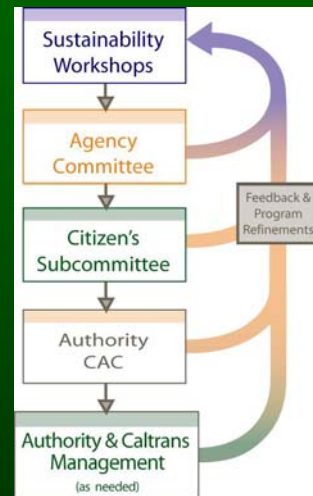 Sustainability
Workshops
Agency
Committee
Citizen's
Subcommittee
Feedback &
Program
Refinements
Authority
CAC
Authority & Caltrans
Management
(as needed)